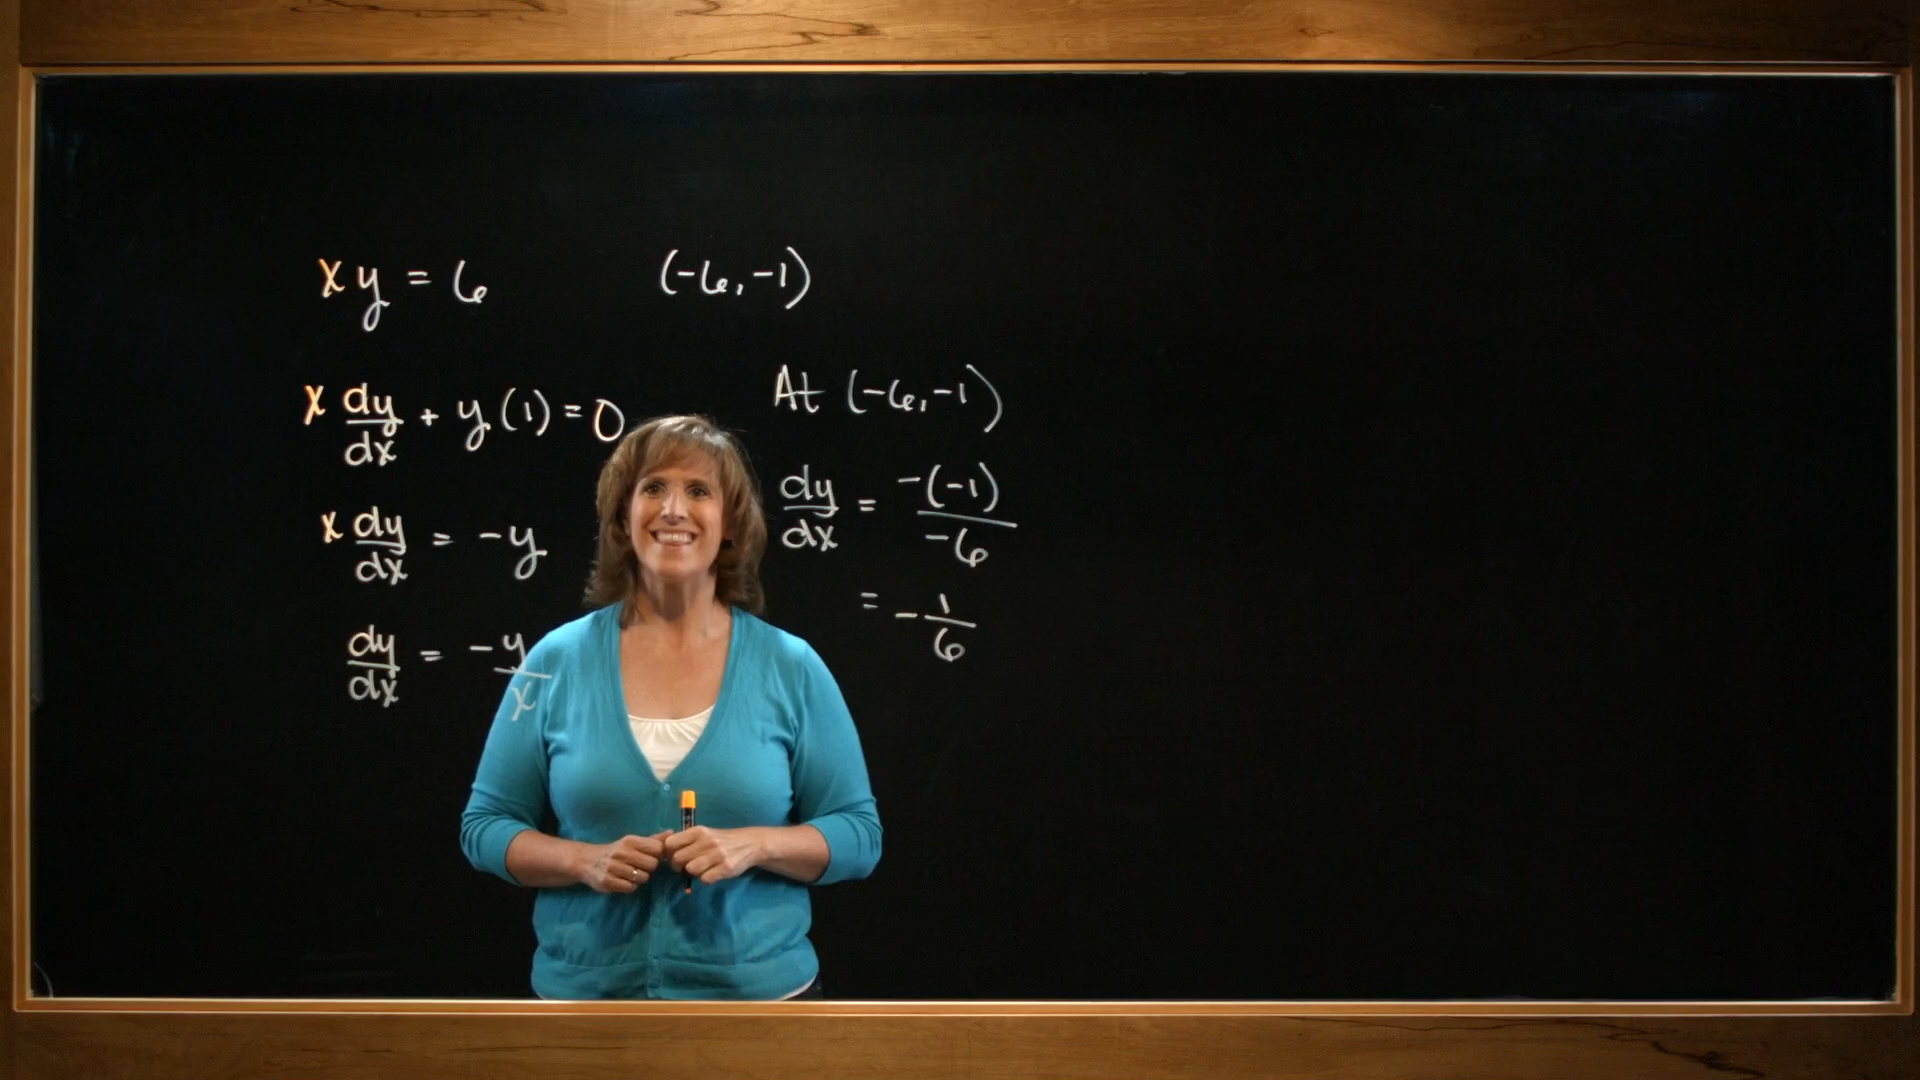 xy = 6
(-6, -1)
x dy/dx + y(1) = 0
x dy/dx = -y
dy/dx = -y/x
At (-6, -1)
dy/dx = -(-1)/-6
= -1/6